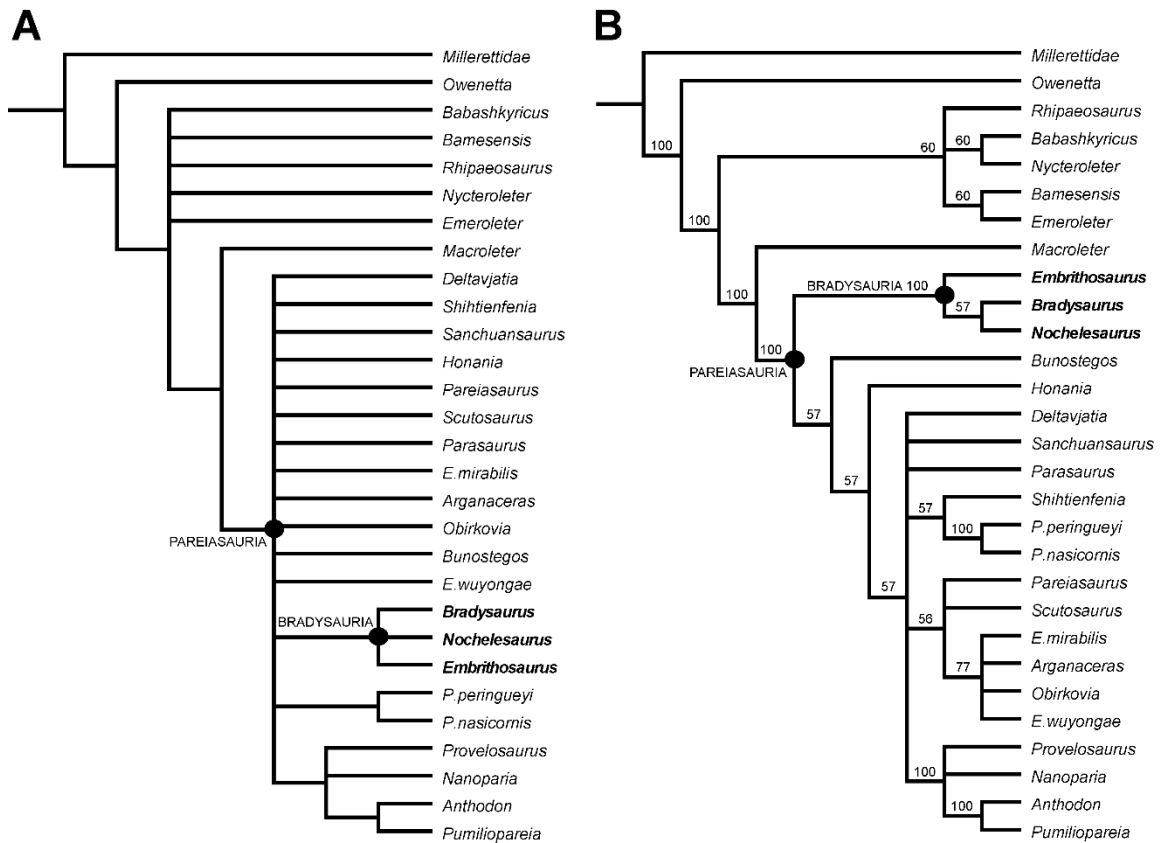 A
Millerettidae
Owenetta
Babashkyricus
Bamesensis
Rhipaeosaurus
Nycteroleter
Emeroleter
Macroleter
Deltavjatia
Shihtienfenia
Sanchuansaurus
Honania
Pareiasaurus
Scutosaurus
Parasaurus
E.mirabilis
Arganaceras
Obirkovia
PAREIASAURIA
Bunostegos
E.wuyongae
BRADYSAURIA
Bradysaurus
Nochelesaurus
Embrithosaurus
P.peringueyi
P.nasicornis
Provelosaurus
Nanoparia
Anthodon
Pumiliopareia
B
Millerettidae
Owenetta
100
Rhipaeosaurus
60
60
Babashkyricus
Nycteroleter
60
Bamesensis
Emeroleter
100
Macroleter
100
BRADYSAURIA 100
Embrithosaurus
57
Bradysaurus
Nochelesaurus
100
PAREIASAURIA
Bunostegos
Honania
57
Deltavjatia
Sanchuansaurus
Parasaurus
57
Shihtienfenia
57
100
P.peringueyi
P.nasicornis
Pareiasaurus
57
Scutosaurus
56
E.mirabilis
77
Arganaceras
Obirkovia
E.wuyongae
Provelosaurus
100
Nanoparia
100
Anthodon
Pumiliopareia